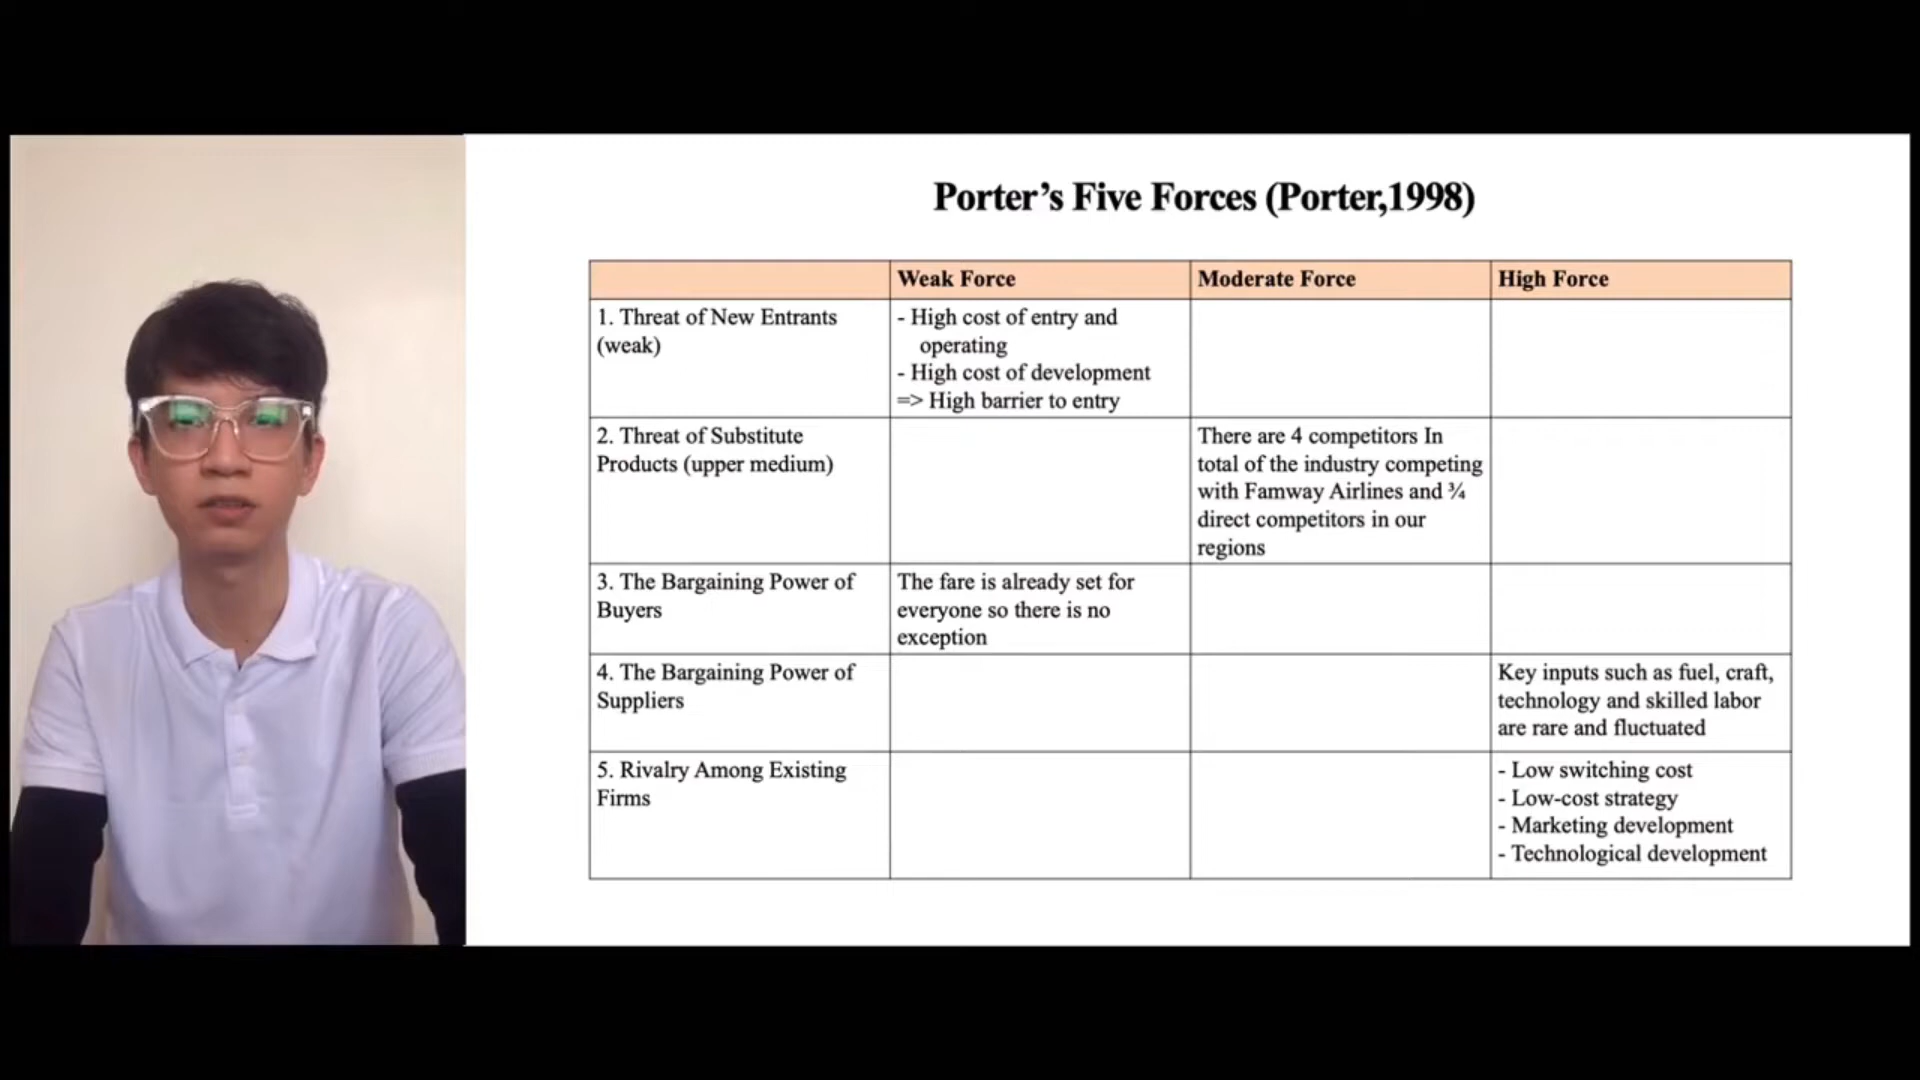 Porter’s Five Forces (Porter,1998)
Weak Force
Moderate Force
High Force
1. Threat of New Entrants
(weak)
- High cost of entry and
operating
- High cost of development
=> High barrier to entry
2. Threat of Substitute
Products (upper medium)
There are 4 competitors In
total of the industry competing
with Famway Airlines and ¾
direct competitors in our
regions
3. The Bargaining Power of
Buyers
The fare is already set for
everyone so there is no
exception
4. The Bargaining Power of
Suppliers
Key inputs such as fuel, craft,
technology and skilled labor
are rare and fluctuated
5. Rivalry Among Existing
Firms
- Low switching cost
- Low-cost strategy
- Marketing development
- Technological development